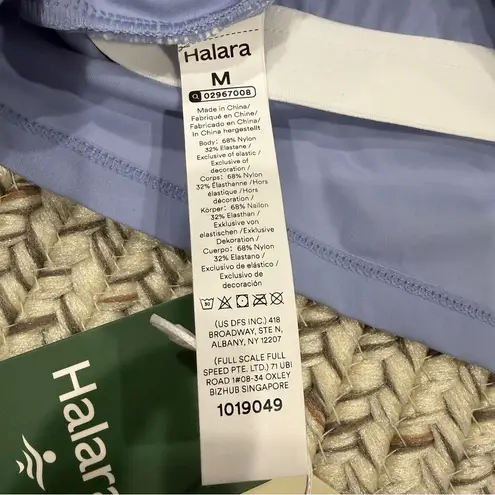 Halara
M
02967008
Made in China/
Fabriqué en Chine/
Fabricado en China/
In China hergestellt
Body: 68% Nylon
32% Elastane/
Exclusive of elastic /
Exclusive of
decoration/
Corps: 68% Nylon
32% Élasthanne /Hors
élastique /Hors
décoration/
Körper: 68% Nailon
32% Elasthan/
Exklusive von
elastischen /Exklusive
Dekoration /
Cuerpo: 68% Nylon
32% Elastano /
Exclusivo de elástico /
Exclusivo de
decoración
(US DFS INC.) 418
BROADWAY, STE N,
ALBANY, NY 12207
(FULL SCALE FULL
SPEED PTE. LTD.) 71 UBI
ROAD 1#08-34 OXLEY
BIZHUB SINGAPORE
1019049
Halara